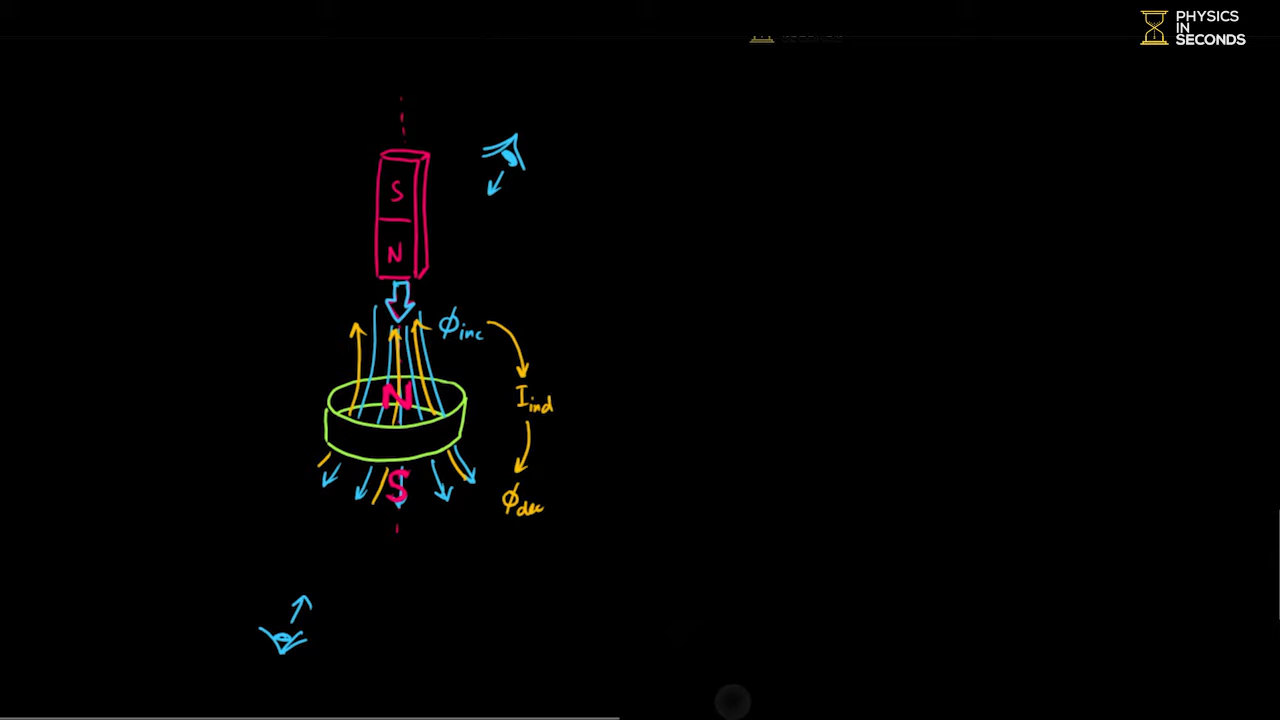 PHYSICS
IN
SECONDS
S
N
ϕinc
N
Iind
S
ϕdec